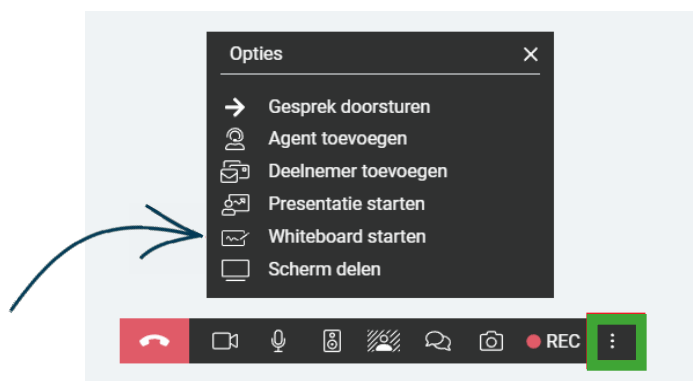 Opties
Gesprek doorsturen
Agent toevoegen
Deelnemer toevoegen
Presentatie starten
Whiteboard starten
Scherm delen
REC